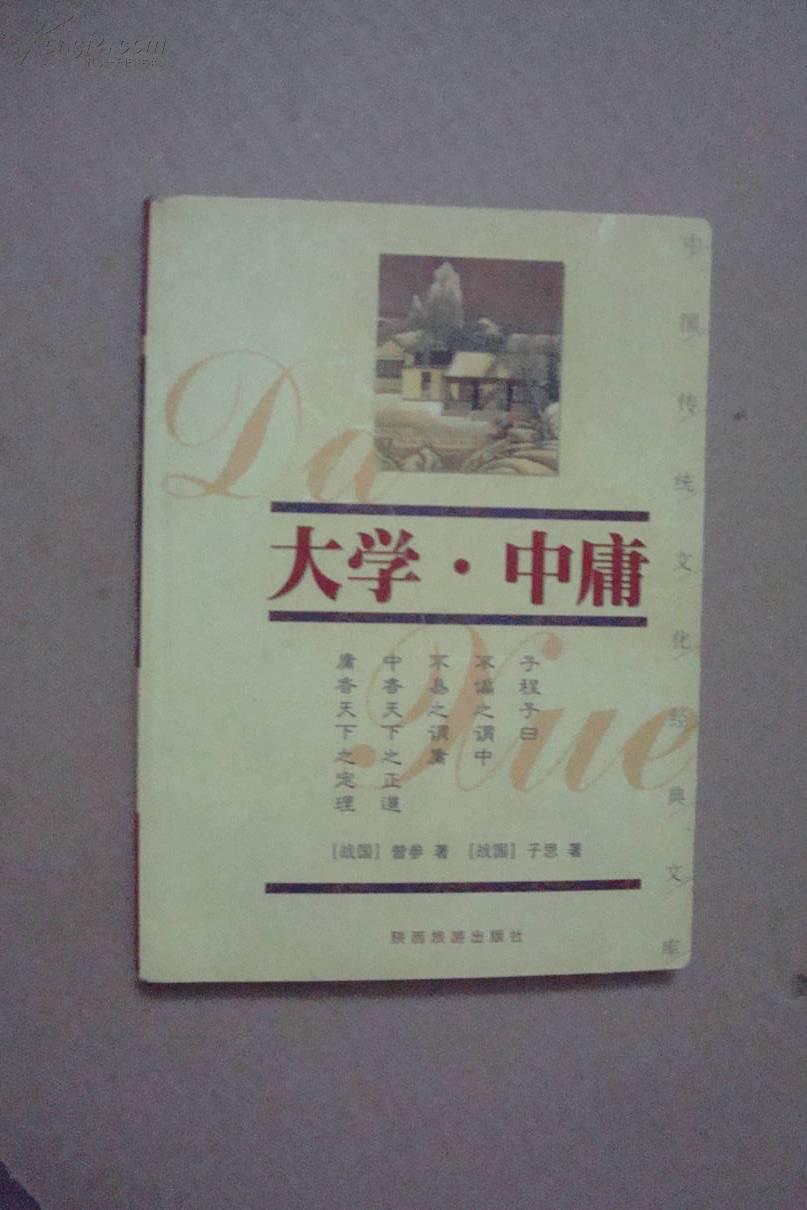 中国传统文化经典文库
Da
大学·中庸
Xue
子程子曰
不偏之谓中
不易之谓庸
中者天下之正道
庸者天下之定理
[战国] 曾参 著 [战国] 子思 著
陕西旅游出版社